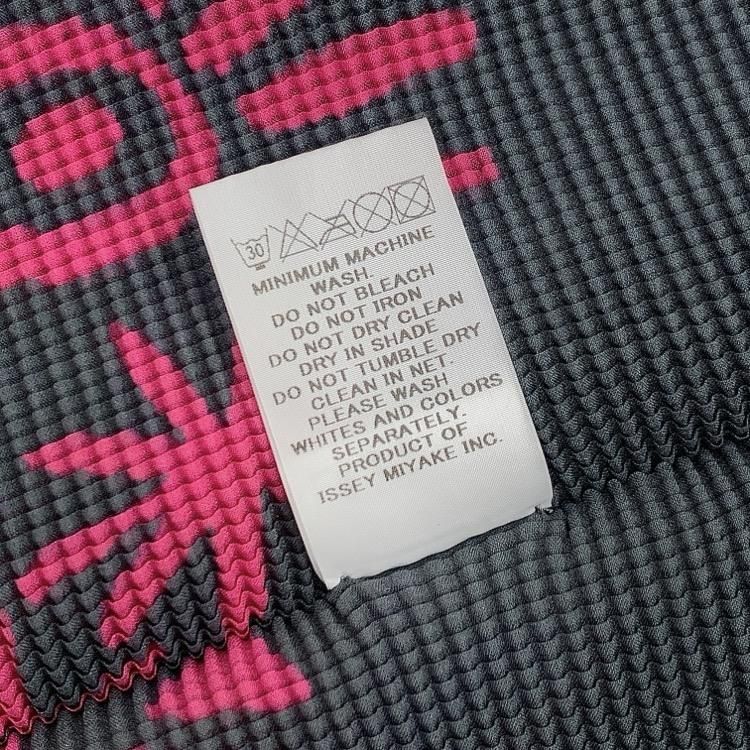 30
MINIMUM MACHINE
WASH.
DO NOT BLEACH
DO NOT IRON
DO NOT DRY CLEAN
DRY IN SHADE
DO NOT TUMBLE DRY
CLEAN IN NET.
PLEASE WASH
WHITES AND COLORS
SEPARATELY.
PRODUCT OF
ISSEY MIYAKE INC.